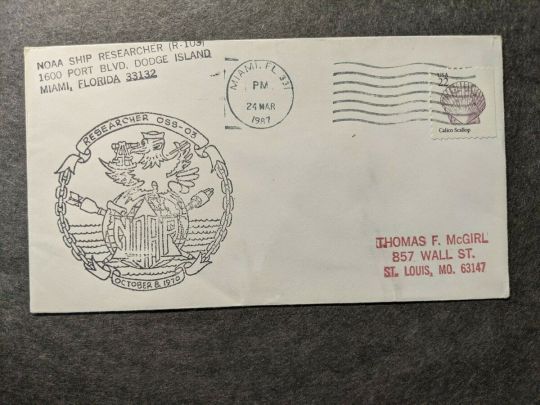 NOAA SHIP RESEARCHER (R-103)
1600 PORT BLVD. DODGE ISLAND
MIAMI, FLORIDA 33132
MIAMI, FL 331
PM
24 MAR
1987
USA
22
Calico Scallop
RESEARCHER OSS-03
NOAA
OCTOBER 8, 1970
THOMAS F. McGIRL
857 WALL ST.
ST. LOUIS, MO. 63147